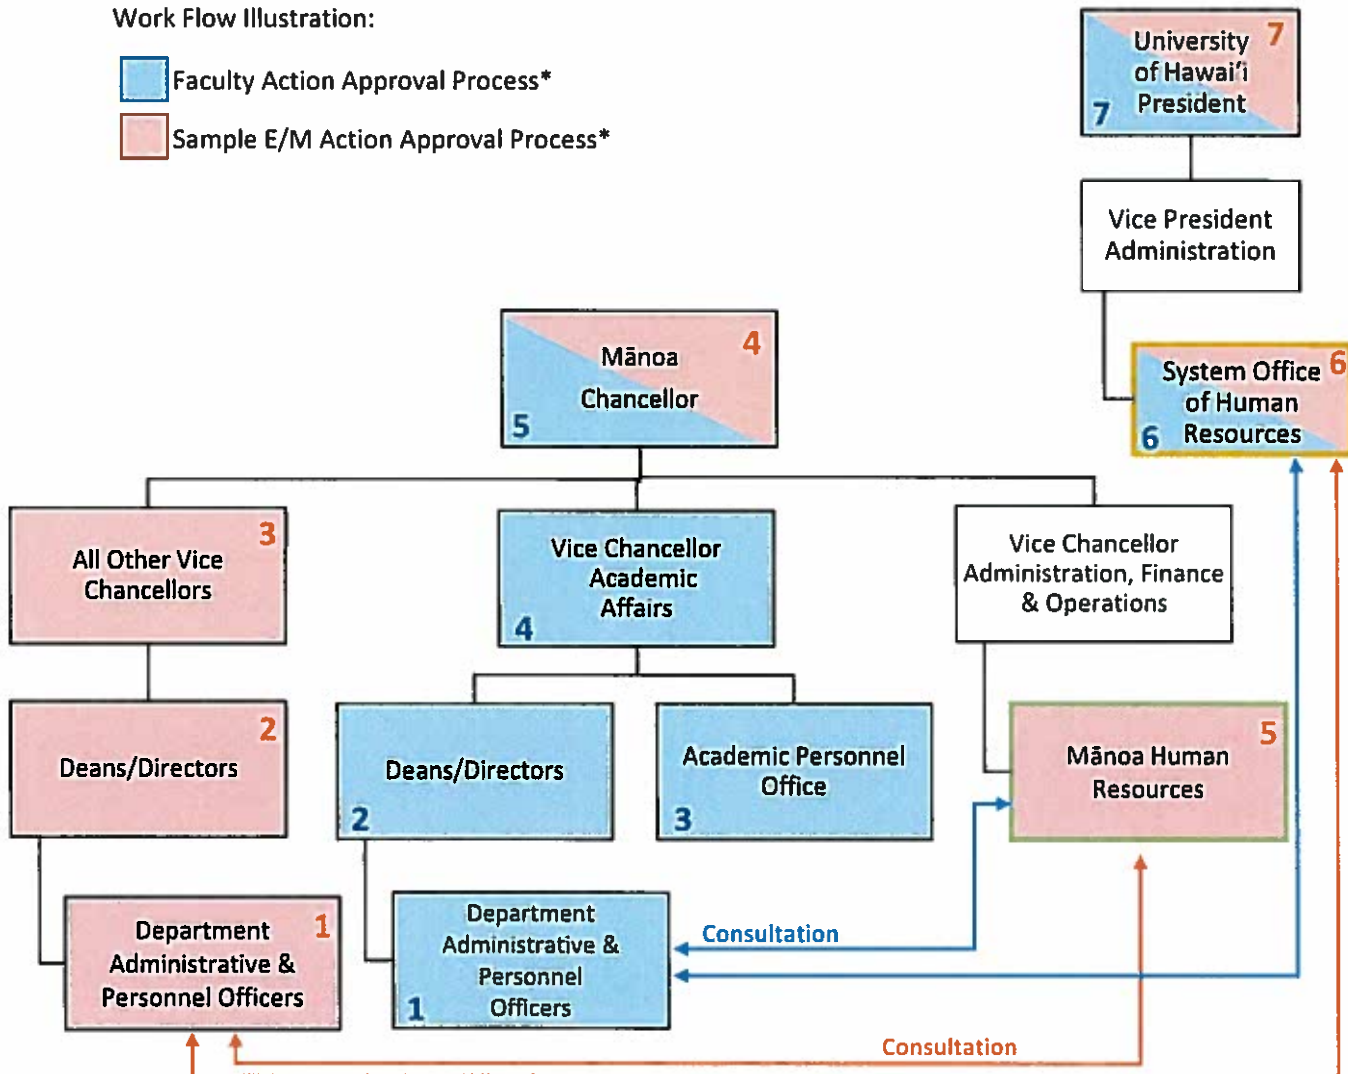 Work Flow Illustration:
Faculty Action Approval Process*
Sample E/M Action Approval Process*
7
University
of Hawai'i
President
7
Vice President
Administration
6
System Office
of Human
Resources
6
4
Mānoa
Chancellor
5
3
All Other Vice
Chancellors
Vice Chancellor
Academic
Affairs
4
Vice Chancellor
Administration, Finance
& Operations
2
Deans/Directors
Deans/Directors
2
Academic Personnel
Office
3
5
Mānoa Human
Resources
1
Department
Administrative &
Personnel Officers
Department
Administrative &
Personnel
Officers
1
Consultation
Consultation